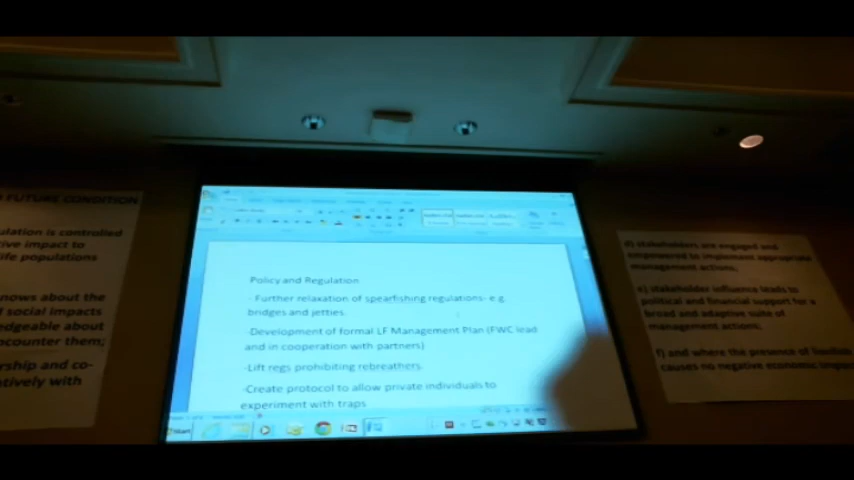 FUTURE CONDITION
ulation is controlled
tive impact to
life populations
nows about the
f social impacts
edgeable about
ncounter them;
rship and co-
atively with
Policy and Regulation
- Further relaxation of spearfishing regulations- e.g.
bridges and jetties.
-Development of formal LF Management Plan (FWC lead
and in cooperation with partners)
-Lift regs prohibiting rebreathers.
-Create protocol to allow private individuals to
experiment with traps
Start
d) stakeholders are engaged and
empowered to implement appropriate
management actions;
e) stakeholder influence leads to
political and financial support for a
broad and adaptive suite of
management actions;
f) and where the presence of lionfish
causes no negative economic impact